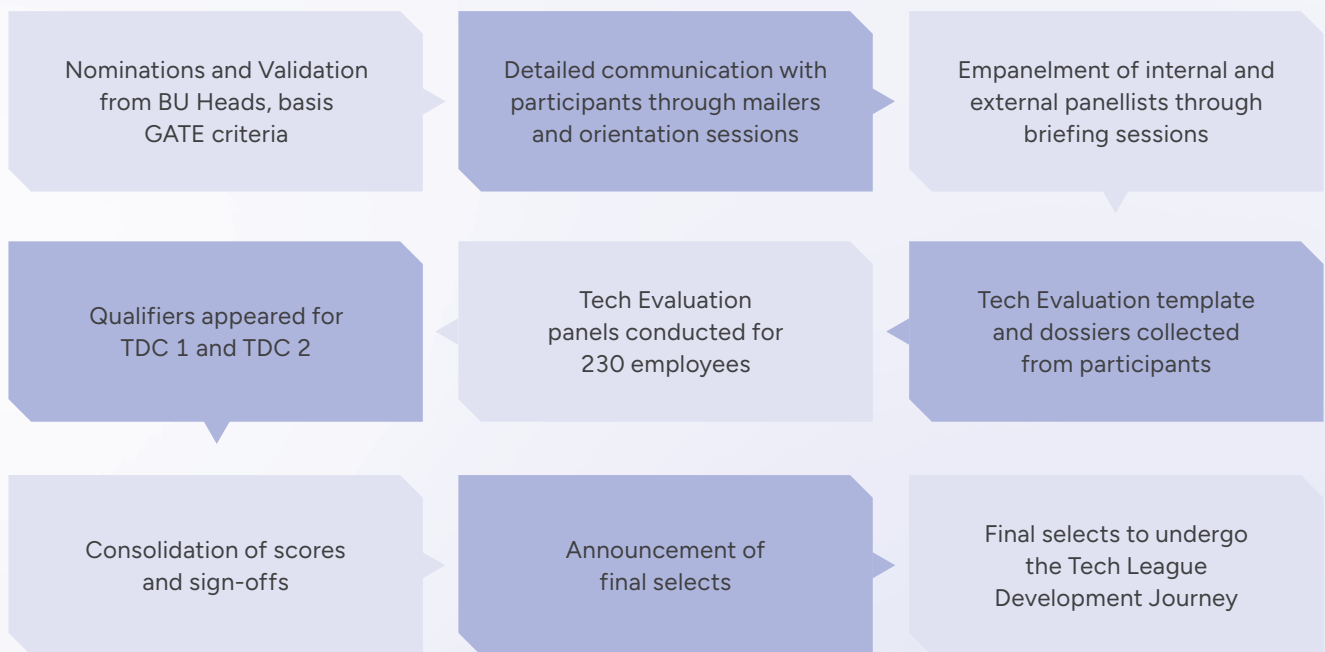 Nominations and Validation
from BU Heads, basis
GATE criteria
Detailed communication with
participants through mailers
and orientation sessions
Empanelment of internal and
external panellists through
briefing sessions
Tech Evaluation template
and dossiers collected
from participants
Tech Evaluation
panels conducted for
230 employees
Qualifiers appeared for
TDC 1 and TDC 2
Consolidation of scores
and sign-offs
Announcement of
final selects
Final selects to undergo
the Tech League
Development Journey